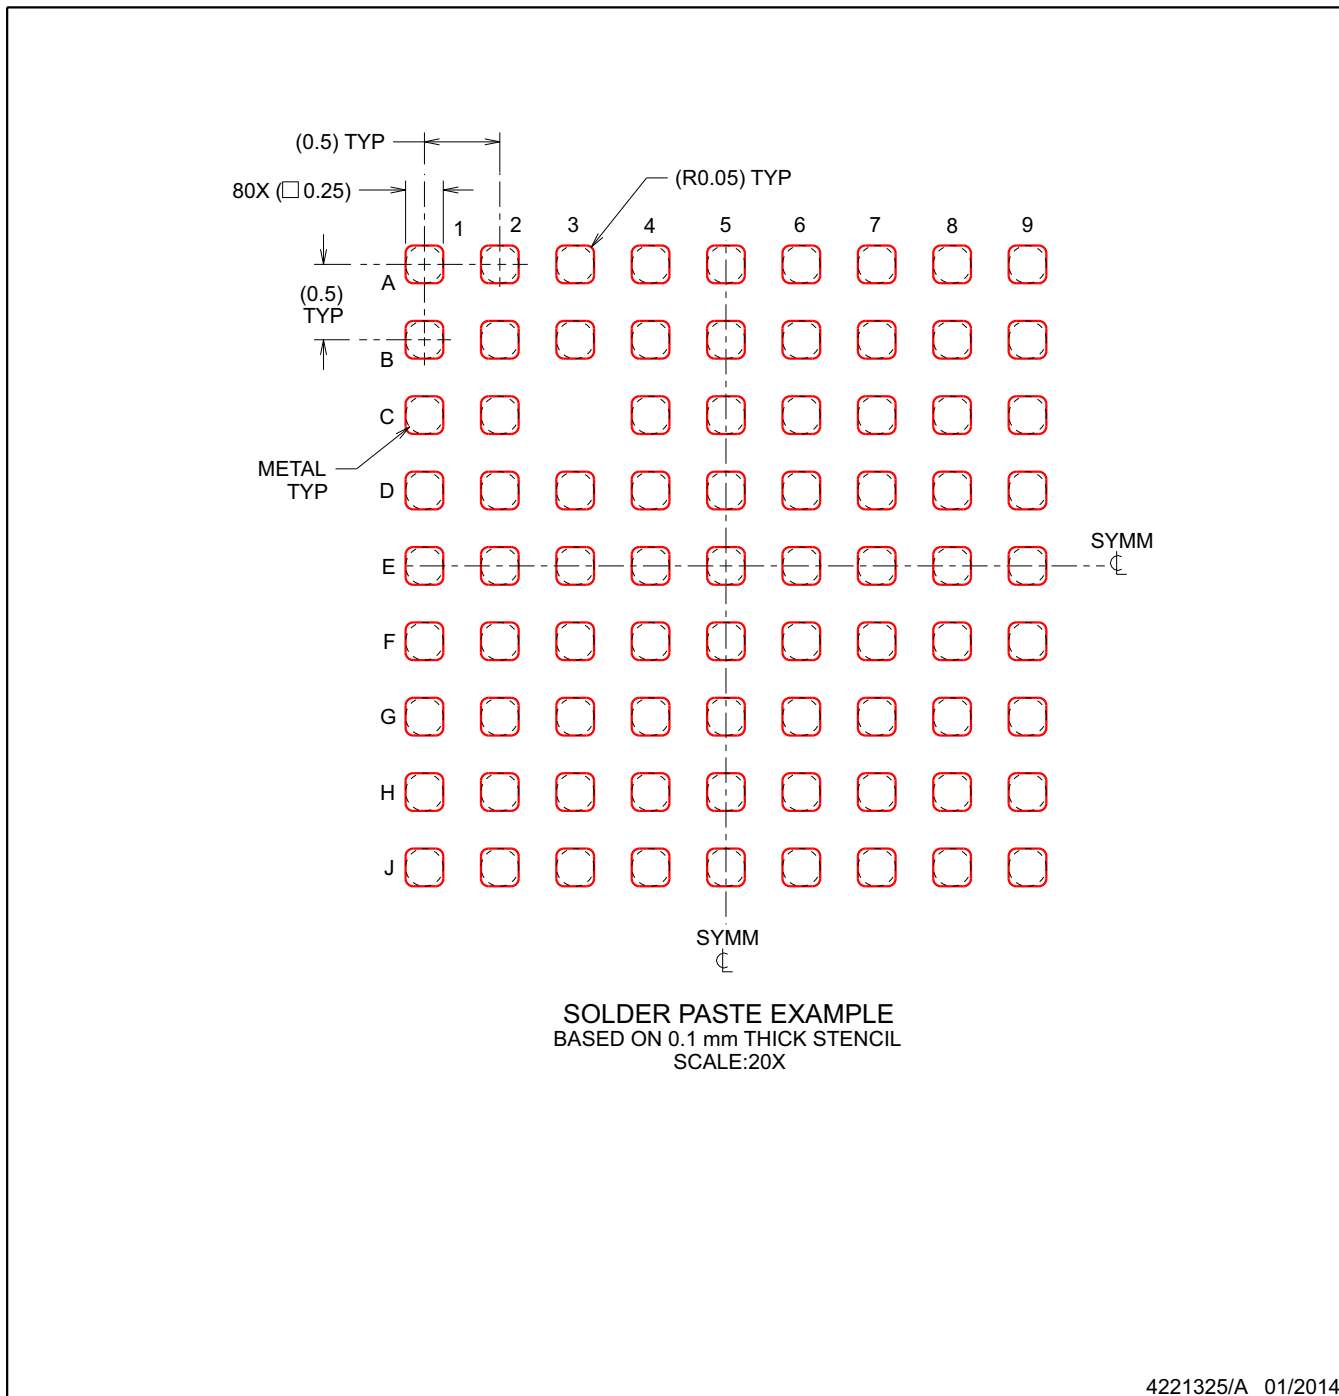 (0.5) TYP
80X (□ 0.25)
(R0.05) TYP
1 2 3 4 5 6 7 8 9
A
(0.5)
TYP
B
C
METAL
TYP
D
SYMM
℄
E
F
G
H
J
SYMM
℄
SOLDER PASTE EXAMPLE
BASED ON 0.1 mm THICK STENCIL
SCALE:20X
4221325/A 01/2014